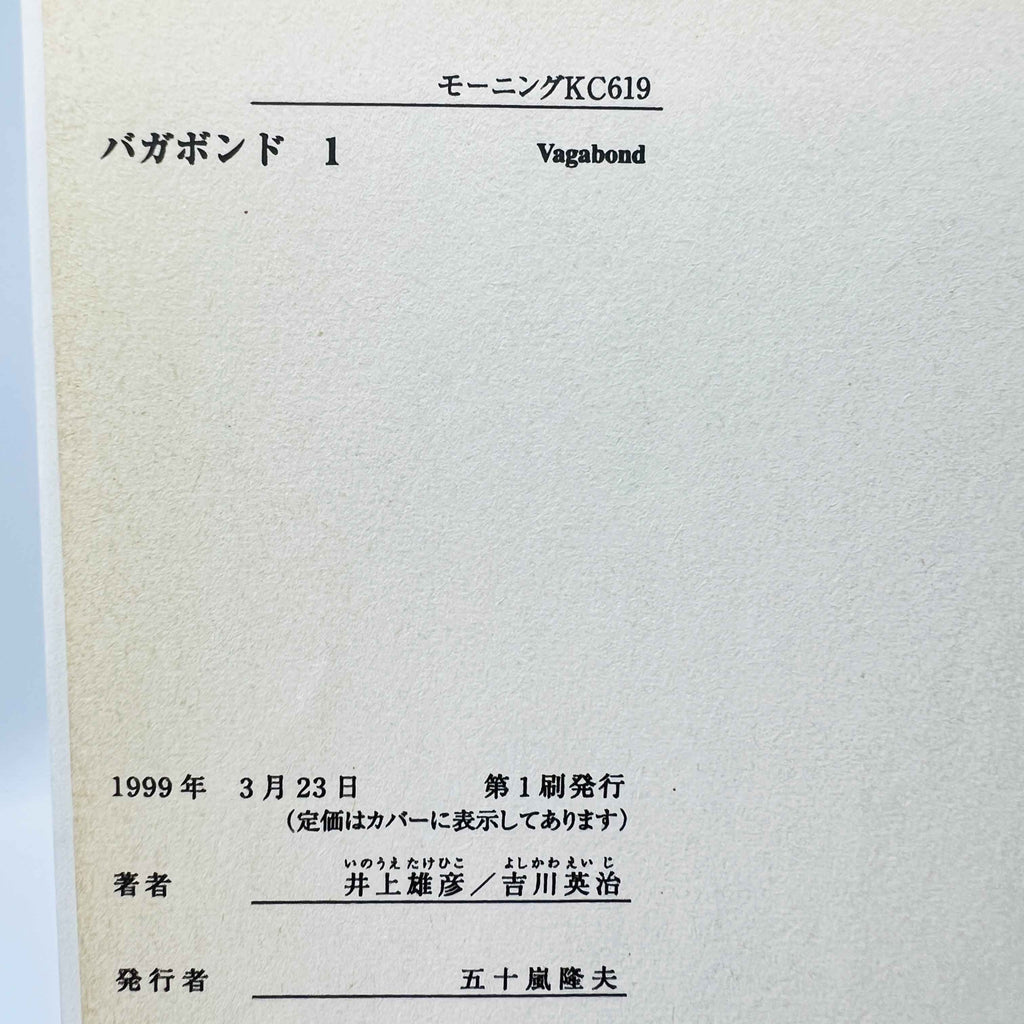 モーニングKC619
バガボンド 1 Vagabond
1999年 3月23日 第1刷発行
(定価はカバーに表示してあります)
いのうえたけひこ よしかわえいじ
著者 井上雄彦/吉川英治
発行者 五十嵐隆夫